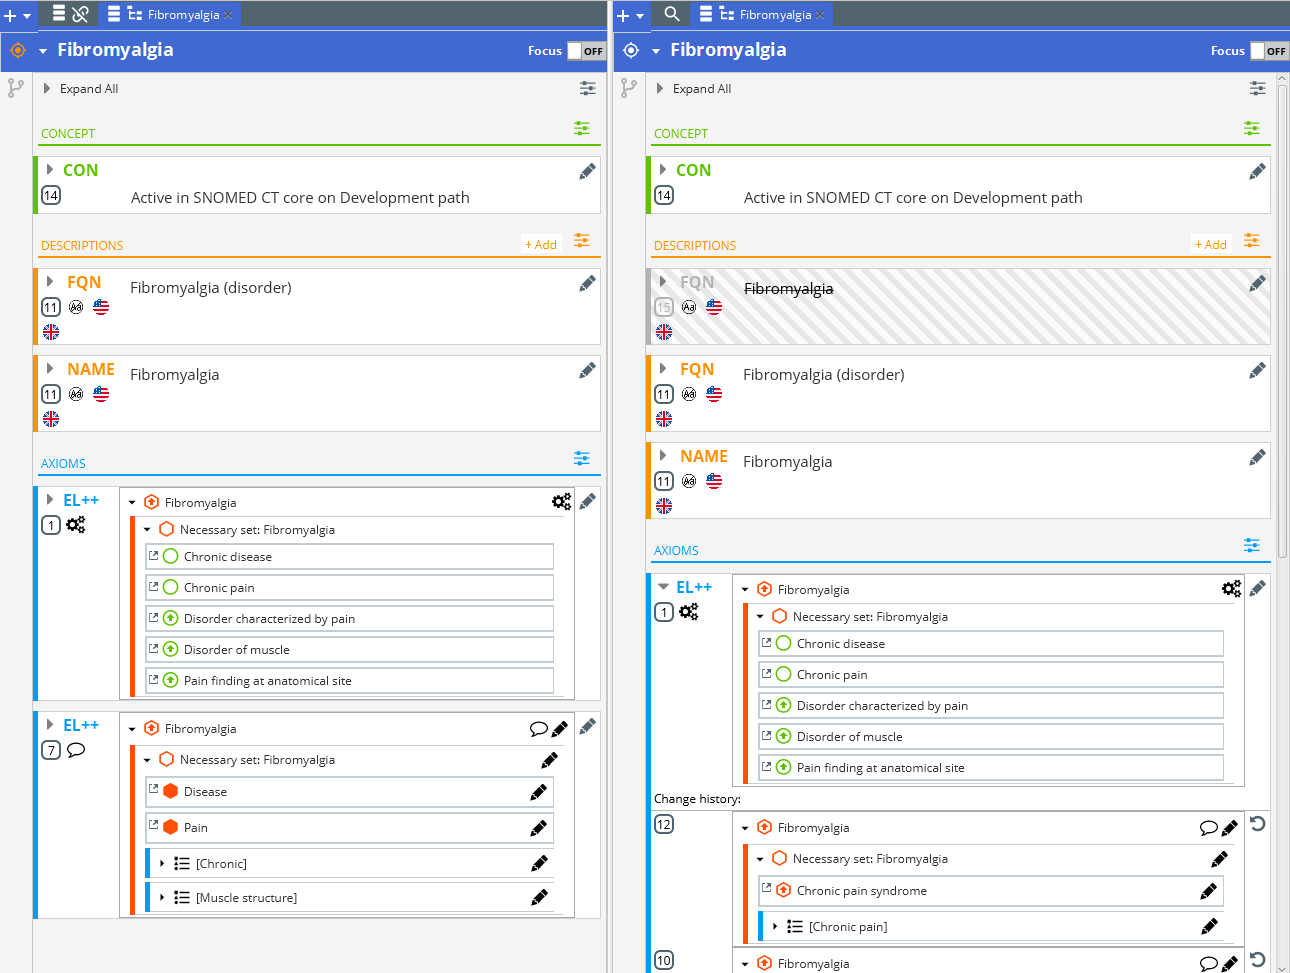 Fibromyalgia
Fibromyalgia
Focus OFF
Expand All
CONCEPT
CON
14
Active in SNOMED CT core on Development path
DESCRIPTIONS
+ Add
FQN
Fibromyalgia (disorder)
11
Aa
NAME
Fibromyalgia
11
Aa
AXIOMS
EL++
1
Fibromyalgia
Necessary set: Fibromyalgia
Chronic disease
Chronic pain
Disorder characterized by pain
Disorder of muscle
Pain finding at anatomical site
EL++
7
Fibromyalgia
Necessary set: Fibromyalgia
Disease
Pain
[Chronic]
[Muscle structure]
Fibromyalgia
Fibromyalgia
Focus OFF
Expand All
CONCEPT
CON
14
Active in SNOMED CT core on Development path
DESCRIPTIONS
+ Add
FQN
Fibromyalgia
15
Aa
FQN
Fibromyalgia (disorder)
11
Aa
NAME
Fibromyalgia
11
Aa
AXIOMS
EL++
1
Fibromyalgia
Necessary set: Fibromyalgia
Chronic disease
Chronic pain
Disorder characterized by pain
Disorder of muscle
Pain finding at anatomical site
Change history:
12
Fibromyalgia
Necessary set: Fibromyalgia
Chronic pain syndrome
[Chronic pain]
10
Fibromyalgia